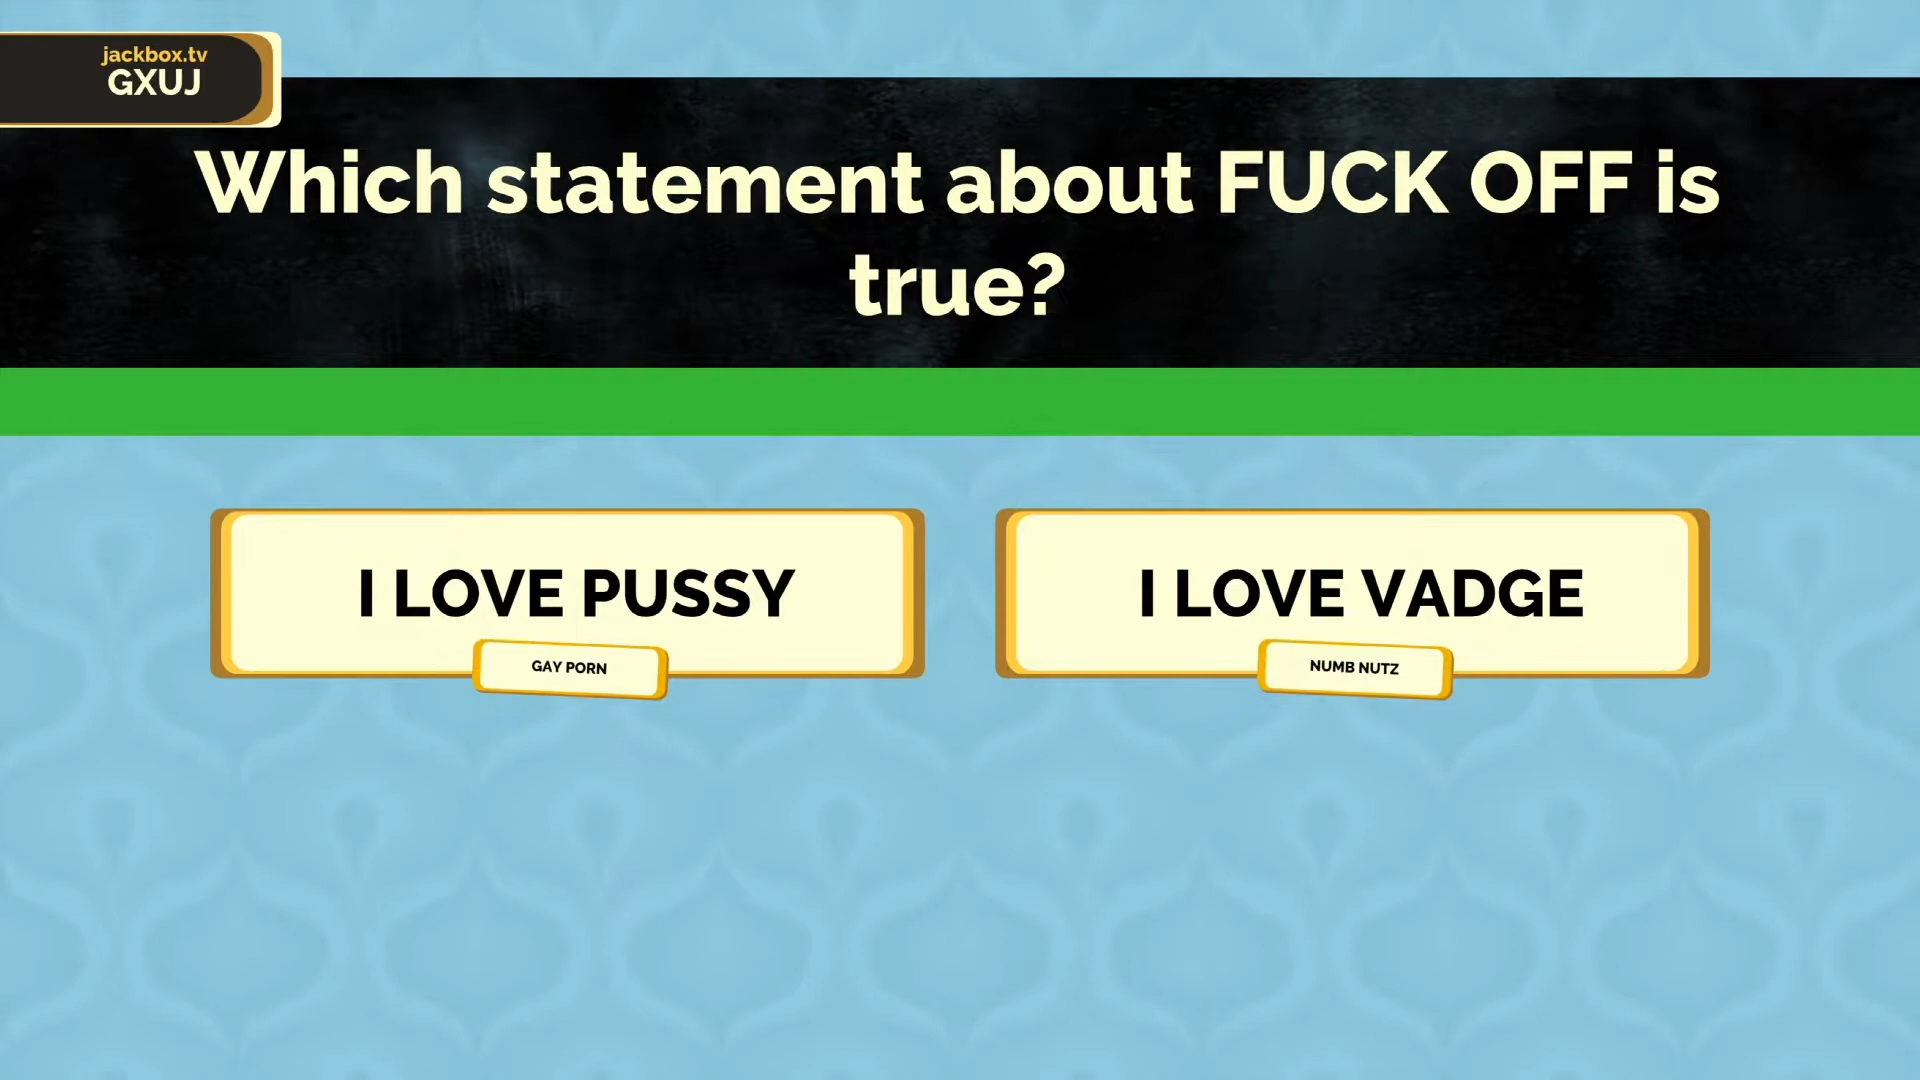 jackbox.tv
GXUJ
Which statement about FUCK OFF is
true?
I LOVE PUSSY
GAY PORN
I LOVE VADGE
NUMB NUTZ